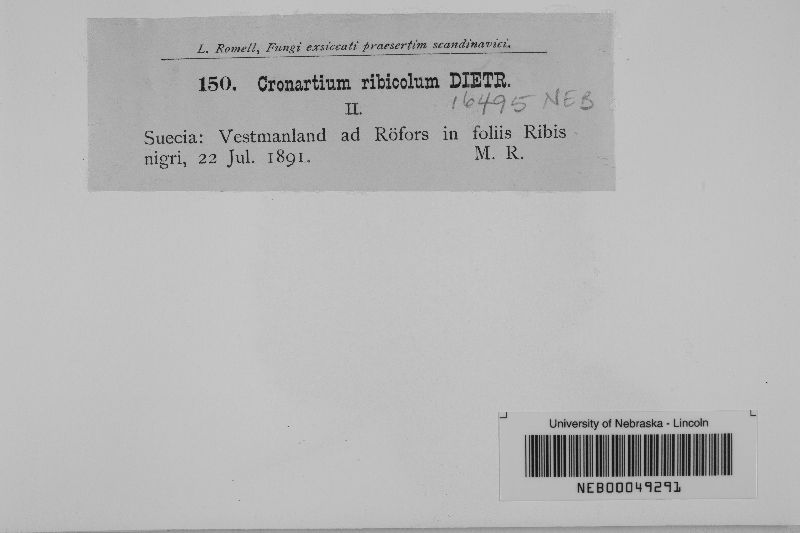 L. Romell, Fungi exsiccati præsertim scandinavici.
150. Cronartium ribicolum DIETR.
II.
16495 NEB
Suecia: Vestmanland ad Röfors in foliis Ribis
nigri, 22 Jul. 1891. M. R.
University of Nebraska - Lincoln
NEB00049291